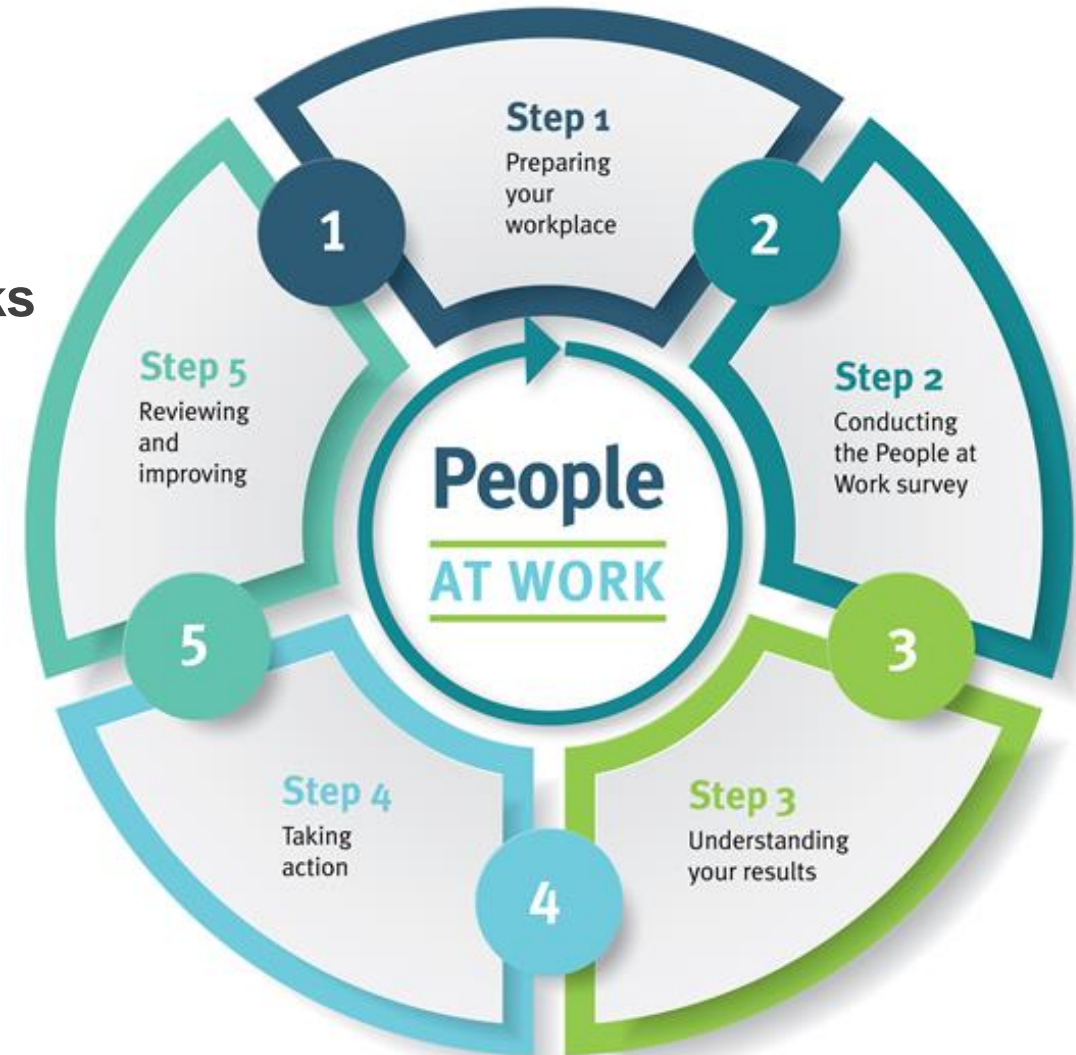 ks
1
Step 1
Preparing
your
workplace
2
Step 2
Conducting
the People at
Work survey
3
Step 3
Understanding
your results
4
Step 4
Taking
action
5
Step 5
Reviewing
and
improving
People
AT WORK